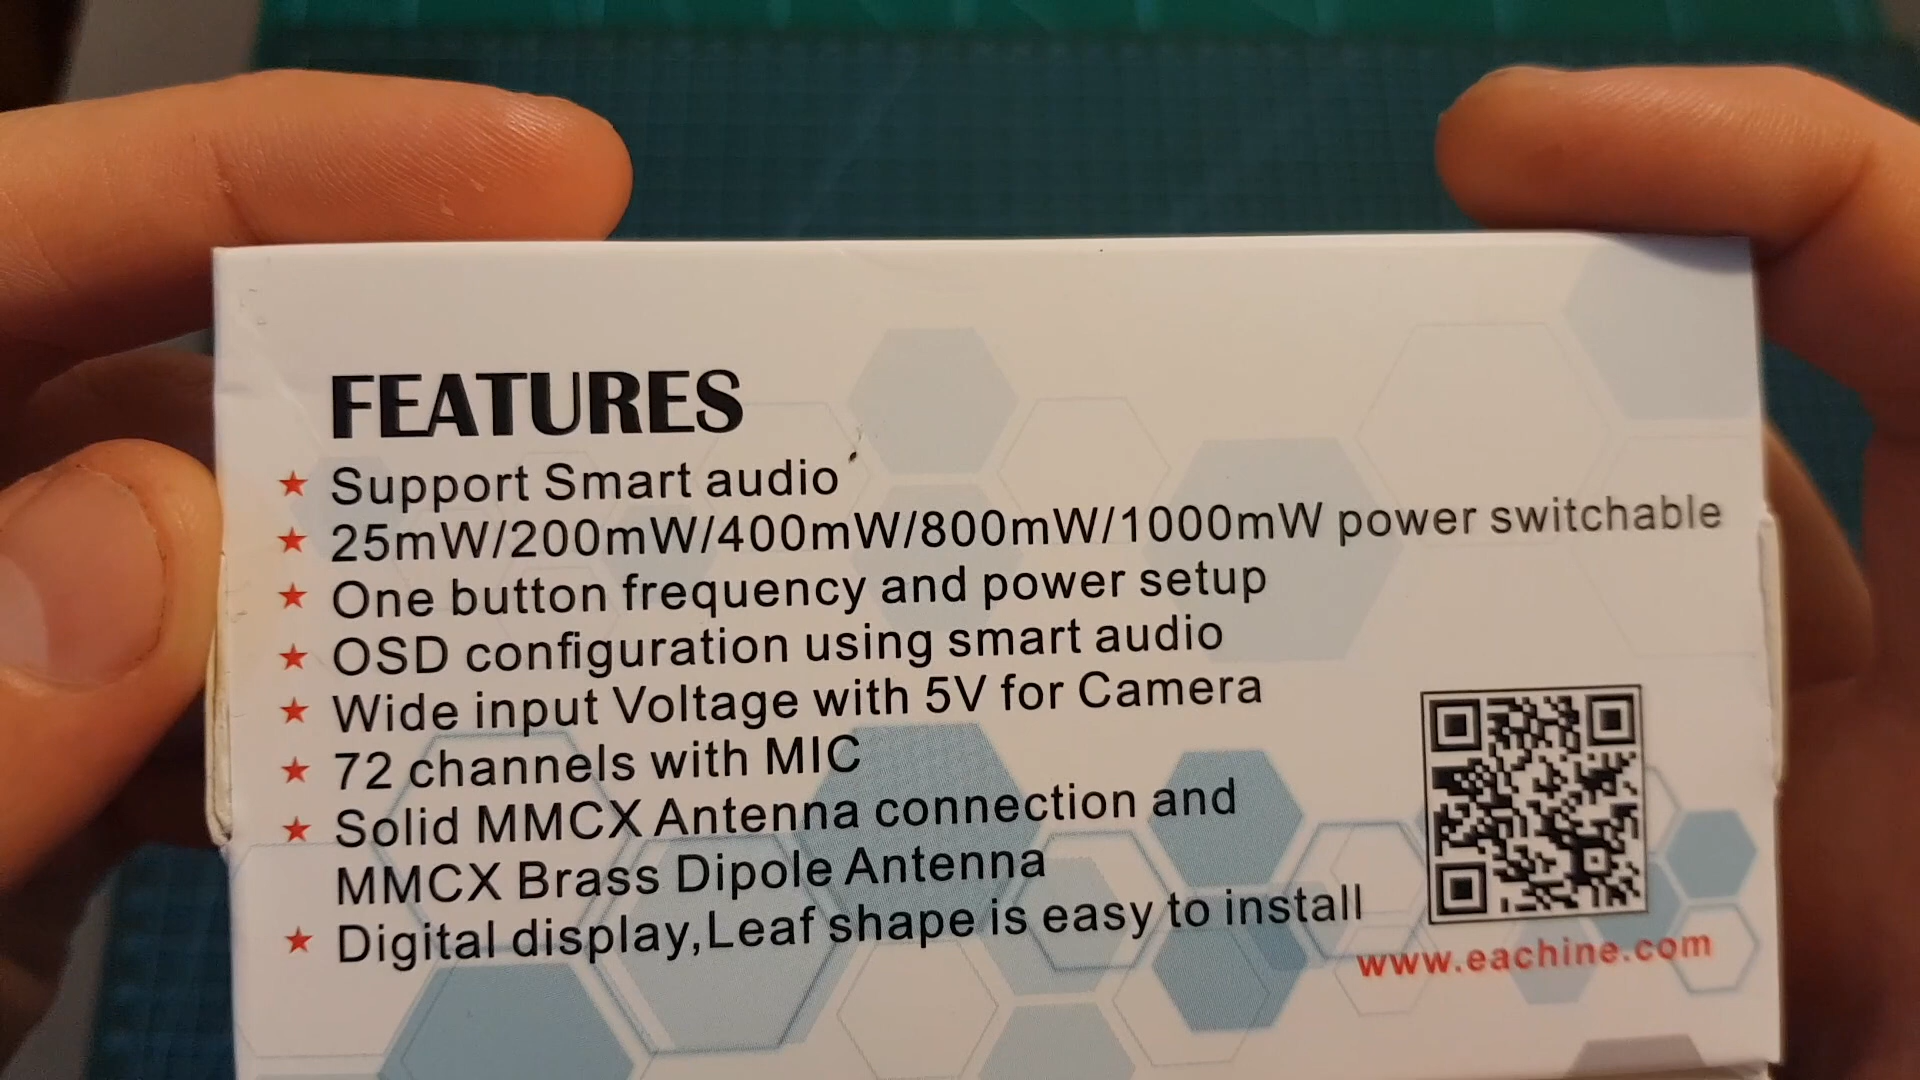 FEATURES
★ Support Smart audio
★ 25mW/200mW/400mW/800mW/1000mW power switchable
★ One button frequency and power setup
★ OSD configuration using smart audio
★ Wide input Voltage with 5V for Camera
★ 72 channels with MIC
★ Solid MMCX Antenna connection and
MMCX Brass Dipole Antenna
★ Digital display,Leaf shape is easy to install
www.eachine.com